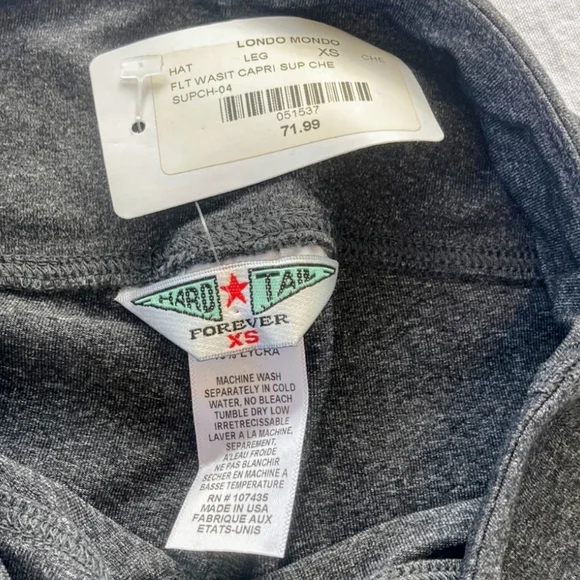 LONDO MONDO
HAT LEG XS CHE
FLT WASIT CAPRI SUP CHE
SUPCH-04
051537
71.99
HARD TAIL
FOREVER
XS
LYCRA
MACHINE WASH
SEPARATELY IN COLD
WATER, NO BLEACH
TUMBLE DRY LOW
IRRETRECISSABLE
LAVER A LA MACHINE,
SEPAREMENT,
A L'EAU FROIDE
NE PAS BLANCHIR
SECHER EN MACHINE A
BASSE TEMPERATURE
RN # 107435
MADE IN USA
FABRIQUE AUX
ETATS-UNIS